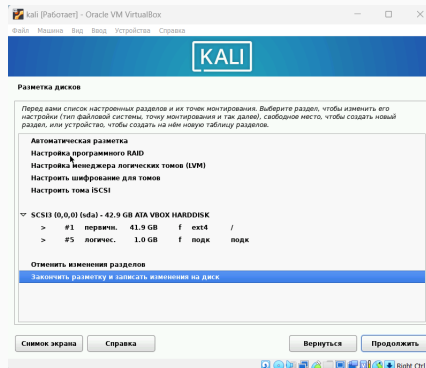 kali [Работает] - Oracle VM VirtualBox
Файл Машина Вид Ввод Устройства Справка
KALI
Разметка дисков
Перед вами список настроенных разделов и их точек монтирования. Выберите раздел, чтобы изменить его
настройки (тип файловой системы, точку монтирования и так далее), свободное место, чтобы создать новый
раздел, или устройство, чтобы создать на нём новую таблицу разделов.
Автоматическая разметка
Настройка программного RAID
Настройка менеджера логических томов (LVM)
Настроить шифрование для томов
Настроить тома iSCSI
SCSI3 (0,0,0) (sda) - 42.9 GB ATA VBOX HARDDISK
> #1 первичн. 41.9 GB f ext4 /
> #5 логичес. 1.0 GB f подк подк
Отменить изменения разделов
Закончить разметку и записать изменения на диск
Снимок экрана Справка Вернуться Продолжить
Right Ctrl